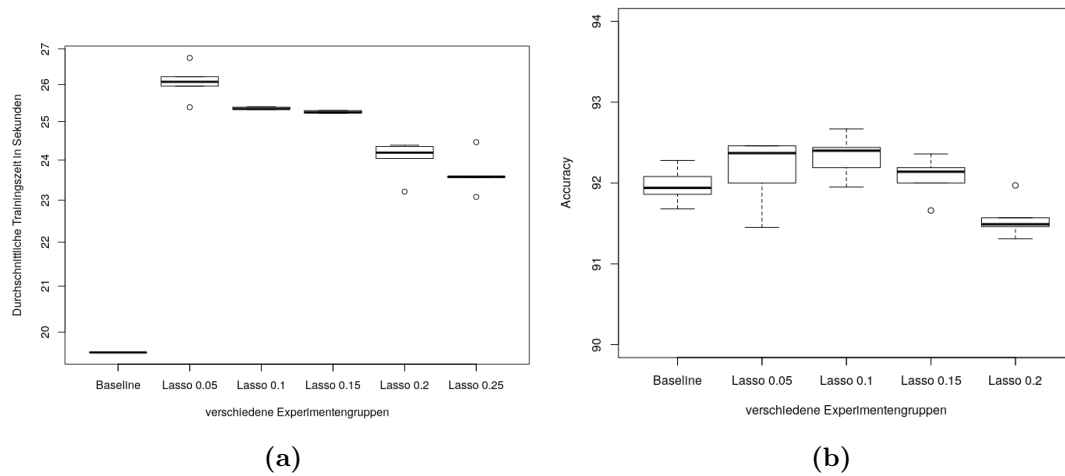 Durchschnittliche Trainingszeit in Sekunden
27
26
25
24
23
22
21
20
Baseline Lasso 0.05 Lasso 0.1 Lasso 0.15 Lasso 0.2 Lasso 0.25
verschiedene Experimentengruppen
(a)
Accuracy
94
93
92
91
90
Baseline Lasso 0.05 Lasso 0.1 Lasso 0.15 Lasso 0.2
verschiedene Experimentengruppen
(b)